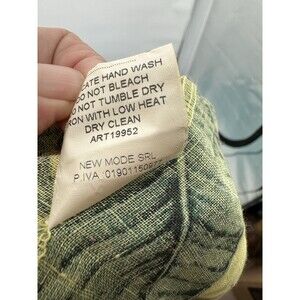 ATE HAND WASH
DO NOT BLEACH
NOT TUMBLE DRY
RON WITH LOW HEAT
DRY CLEAN
ART19952
NEW MODE SRL
P.IVA